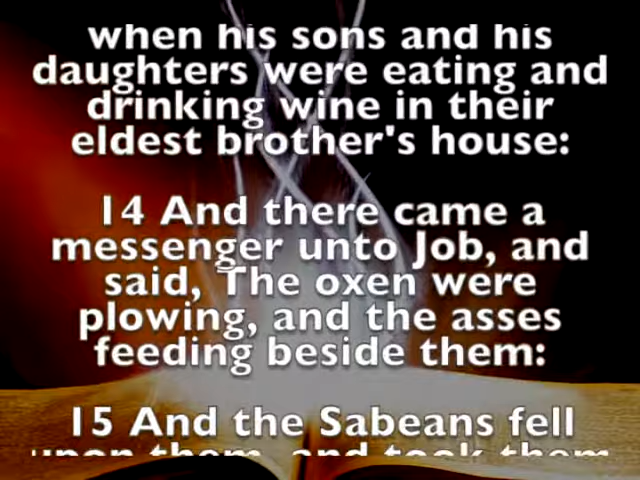 when his sons and his
daughters were eating and
drinking wine in their
eldest brother's house:
14 And there came a
messenger unto Job, and
said, The oxen were
plowing, and the asses
feeding beside them:
15 And the Sabeans fell
upon them, and took them